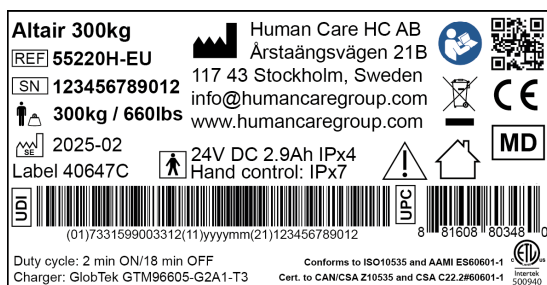 Altair 300kg
REF 55220H-EU
SN 123456789012
300kg / 660lbs
SE 2025-02
Label 40647C
Human Care HC AB
Årstaängsvägen 21B
117 43 Stockholm, Sweden
info@humancaregroup.com
www.humancaregroup.com
24V DC 2.9Ah IPx4
Hand control: IPx7
CE
MD
UDI
(01)7331599003312(11)yyyymm(21)123456789012
UPC
8 81608 80348 0
Duty cycle: 2 min ON/18 min OFF
Charger: GlobTek GTM96605-G2A1-T3
Conforms to ISO10535 and AAMI ES60601-1
Cert. to CAN/CSA Z10535 and CSA C22.2#60601-1
c ETL us
Intertek
500940